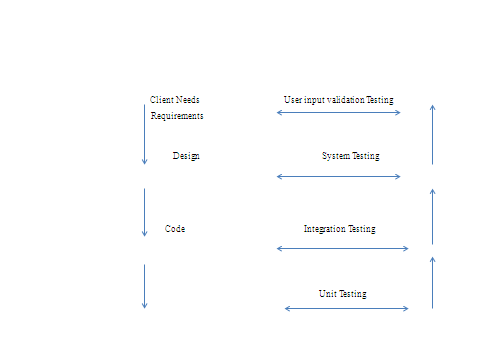 Client Needs
User input validation Testing
Requirements
Design
System Testing
Code
Integration Testing
Unit Testing